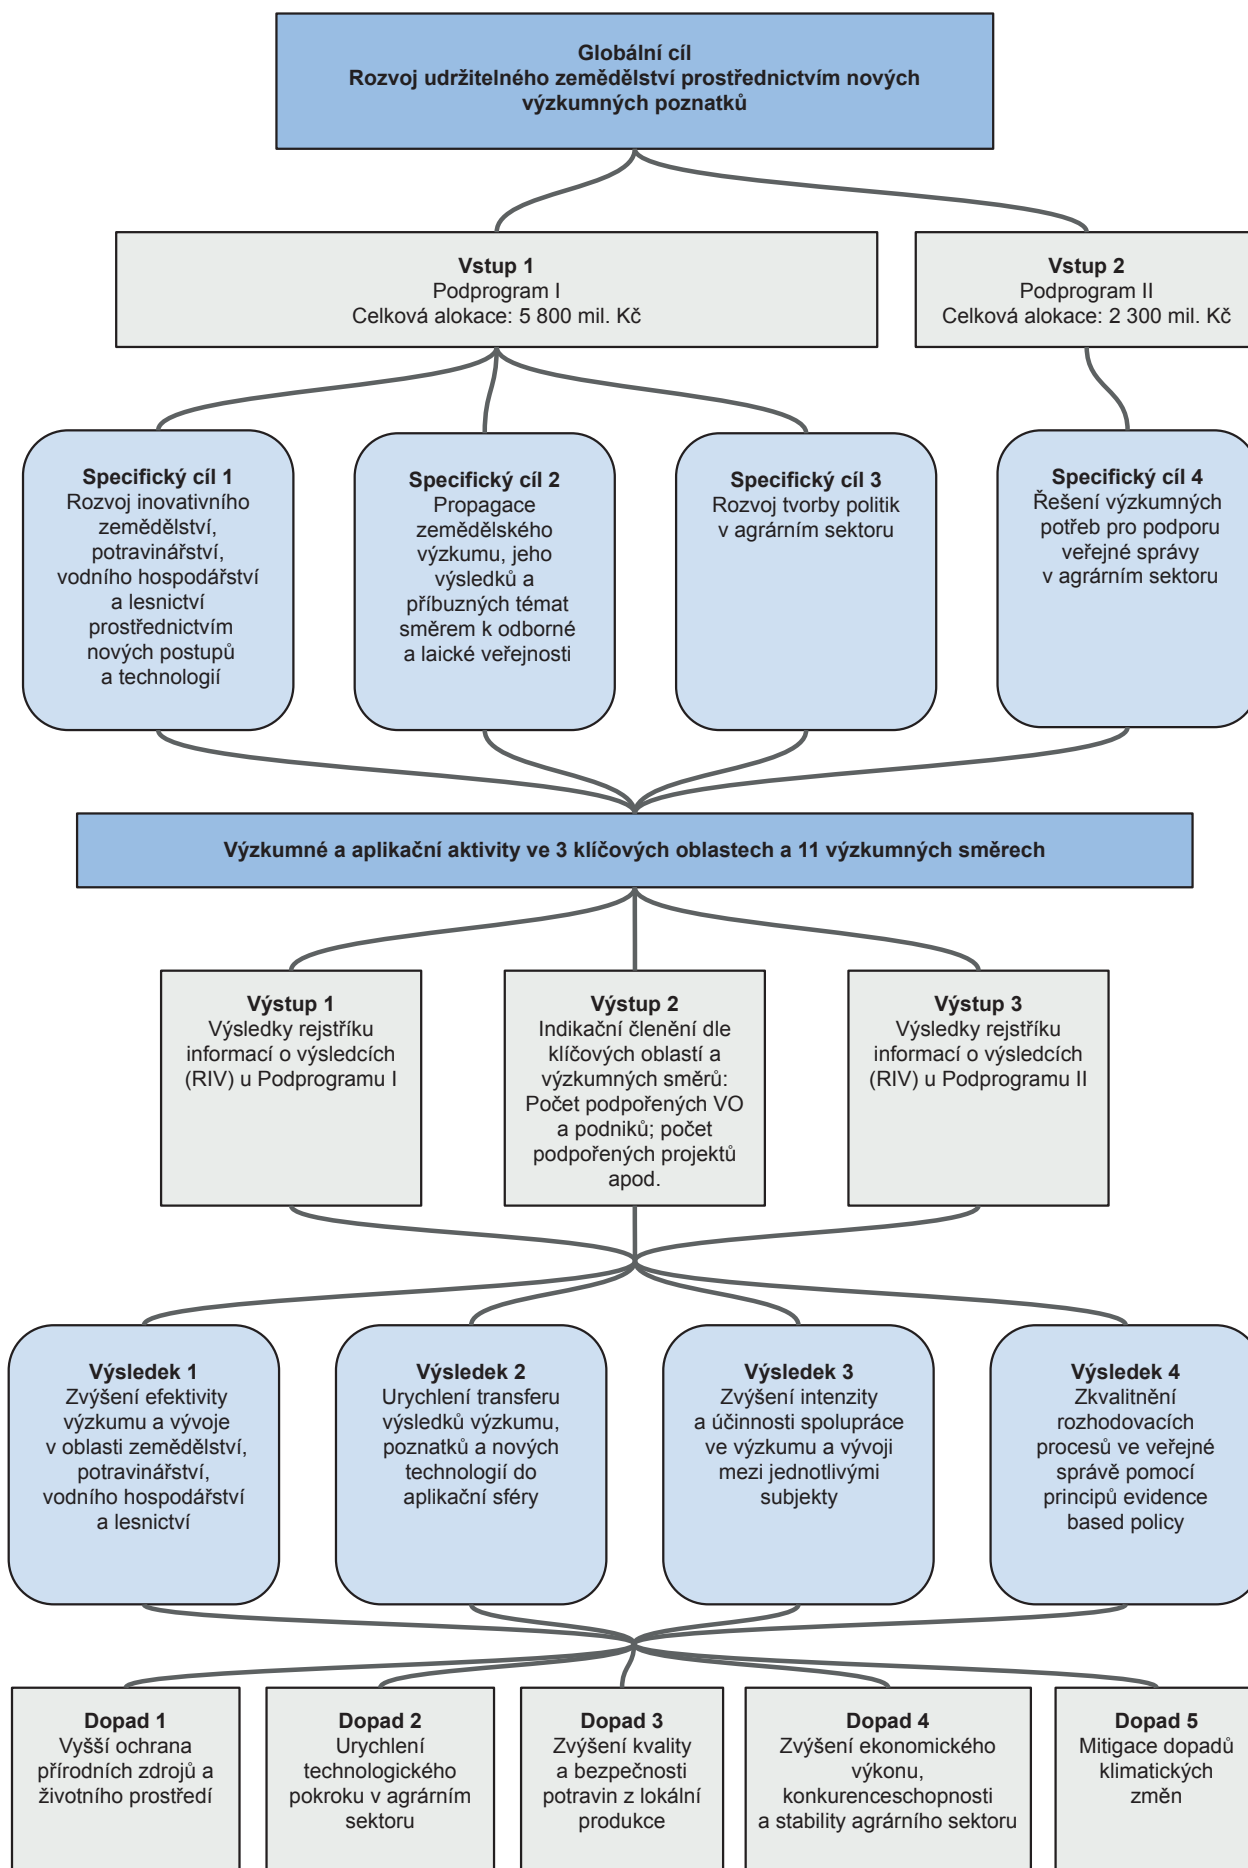 Globální cíl
Rozvoj udržitelného zemědělství prostřednictvím nových
výzkumných poznatků
Vstup 1
Podprogram I
Celková alokace: 5 800 mil. Kč
Vstup 2
Podprogram II
Celková alokace: 2 300 mil. Kč
Specifický cíl 1
Rozvoj inovativního
zemědělství,
potravinářství,
vodního hospodářství
a lesnictví
prostřednictvím
nových postupů
a technologií
Specifický cíl 2
Propagace
zemědělského
výzkumu, jeho
výsledků a
příbuzných témat
směrem k odborné
a laické veřejnosti
Specifický cíl 3
Rozvoj tvorby politik
v agrárním sektoru
Specifický cíl 4
Řešení výzkumných
potřeb pro podporu
veřejné správy
v agrárním sektoru
Výzkumné a aplikační aktivity ve 3 klíčových oblastech a 11 výzkumných směrech
Výstup 1
Výsledky rejstříku
informací o výsledcích
(RIV) u Podprogramu I
Výstup 2
Indikační členění dle
klíčových oblastí a
výzkumných směrů:
Počet podpořených VO
a podniků; počet
podpořených projektů
apod.
Výstup 3
Výsledky rejstříku
informací o výsledcích
(RIV) u Podprogramu II
Výsledek 1
Zvýšení efektivity
výzkumu a vývoje
v oblasti zemědělství,
potravinářství,
vodního hospodářství
a lesnictví
Výsledek 2
Urychlení transferu
výsledků výzkumu,
poznatků a nových
technologií do
aplikační sféry
Výsledek 3
Zvýšení intenzity
a účinnosti spolupráce
ve výzkumu a vývoji
mezi jednotlivými
subjekty
Výsledek 4
Zkvalitnění
rozhodovacích
procesů ve veřejné
správě pomocí
principů evidence
based policy
Dopad 1
Vyšší ochrana
přírodních zdrojů a
životního prostředí
Dopad 2
Urychlení
technologického
pokroku v agrárním
sektoru
Dopad 3
Zvýšení kvality
a bezpečnosti
potravin z lokální
produkce
Dopad 4
Zvýšení ekonomického
výkonu,
konkurenceschopnosti
a stability agrárního sektoru
Dopad 5
Mitigace dopadů
klimatických
změn